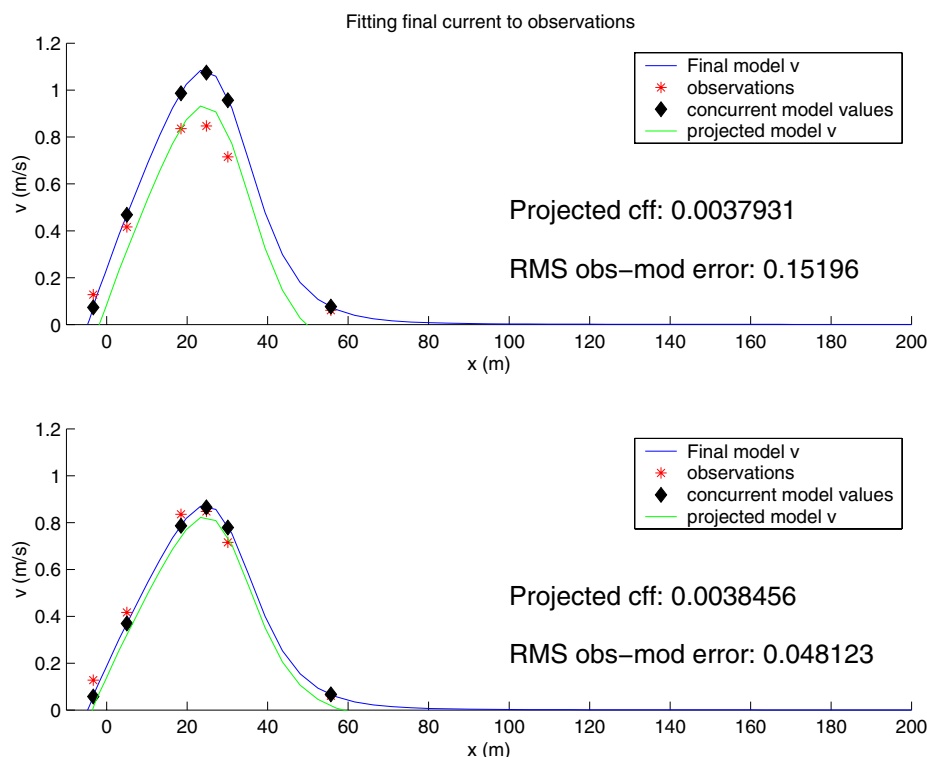 Fitting final current to observations
1.2
1
0.8
0.6
0.4
0.2
0
v (m/s)
Final model v
observations
concurrent model values
projected model v
Projected cff: 0.0037931
RMS obs-mod error: 0.15196
0 20 40 60 80 100 120 140 160 180 200
x (m)
1.2
1
0.8
0.6
0.4
0.2
0
v (m/s)
Final model v
observations
concurrent model values
projected model v
Projected cff: 0.0038456
RMS obs-mod error: 0.048123
0 20 40 60 80 100 120 140 160 180 200
x (m)